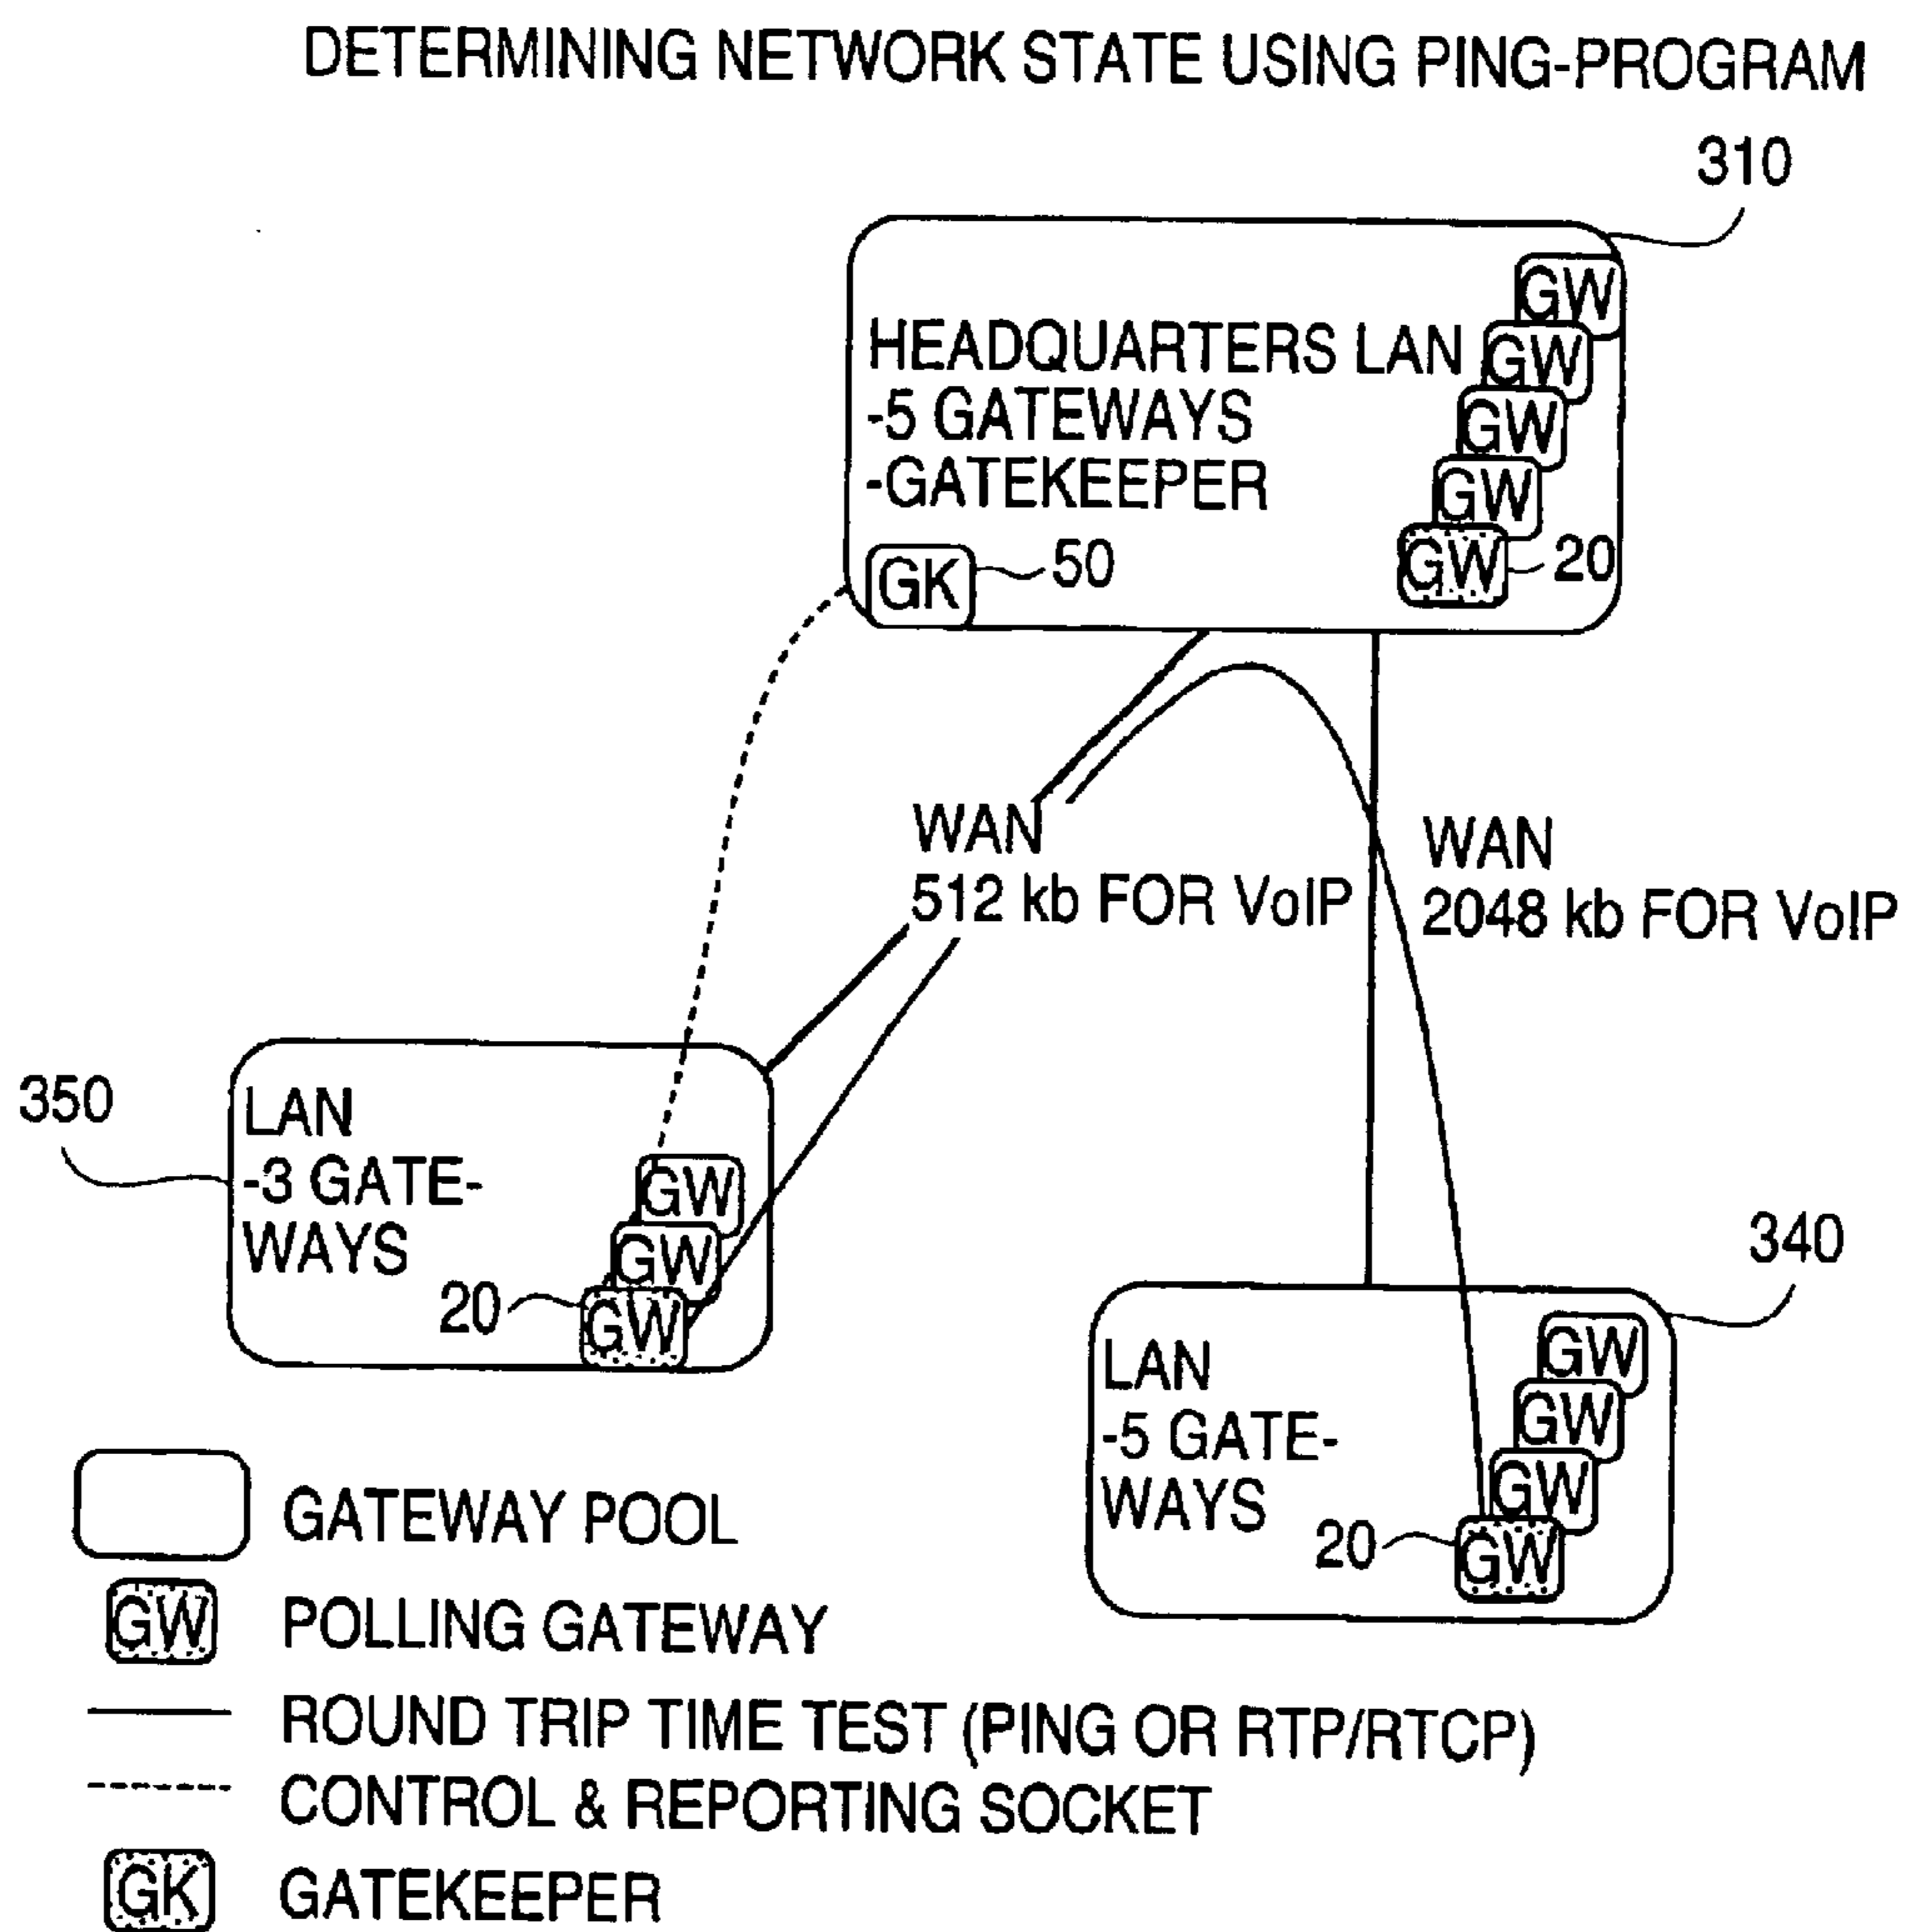 DETERMINING NETWORK STATE USING PING-PROGRAM
310
GW
HEADQUARTERS LAN GW
-5 GATEWAYS GW
-GATEKEEPER GW
GK 50 GW 20
WAN
512 kb FOR VoIP
WAN
2048 kb FOR VoIP
350
LAN
-3 GATE-
WAYS
GW
GW
20 GW
340
LAN
-5 GATE-
WAYS
GW
GW
GW
20 GW
GATEWAY POOL
GW POLLING GATEWAY
ROUND TRIP TIME TEST (PING OR RTP/RTCP)
CONTROL & REPORTING SOCKET
GK GATEKEEPER